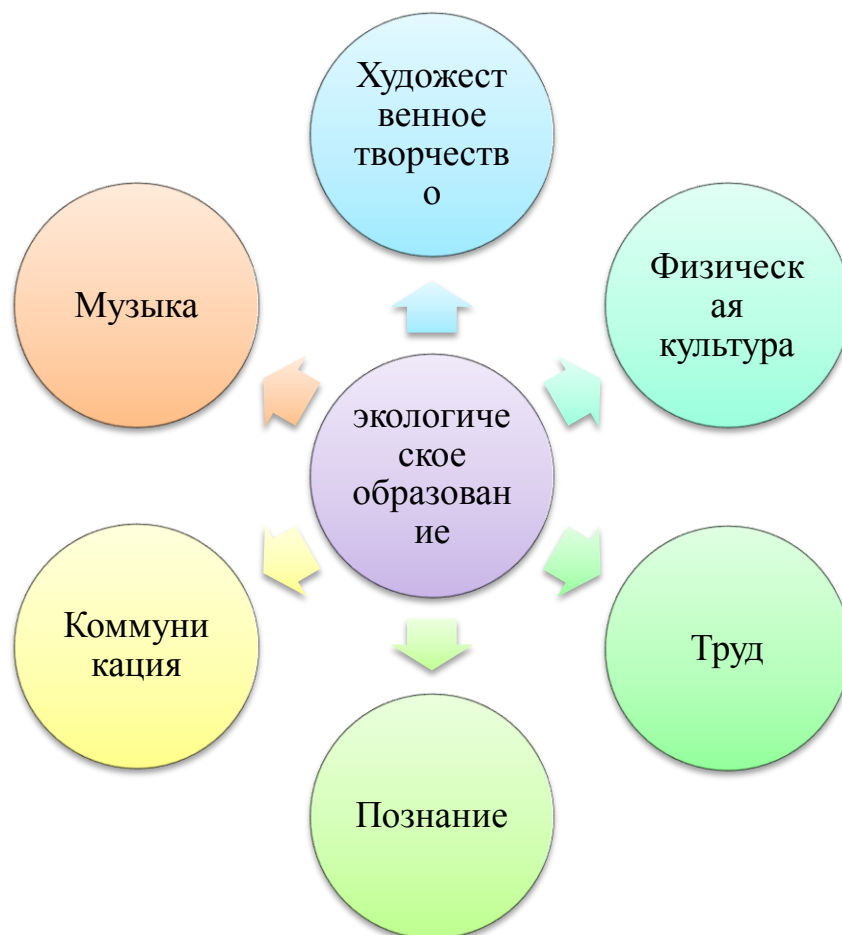 Художест
венное
творчеств
о
Физическ
ая
культура
Музыка
экологиче
ское
образован
ие
Коммуни
кация
Труд
Познание